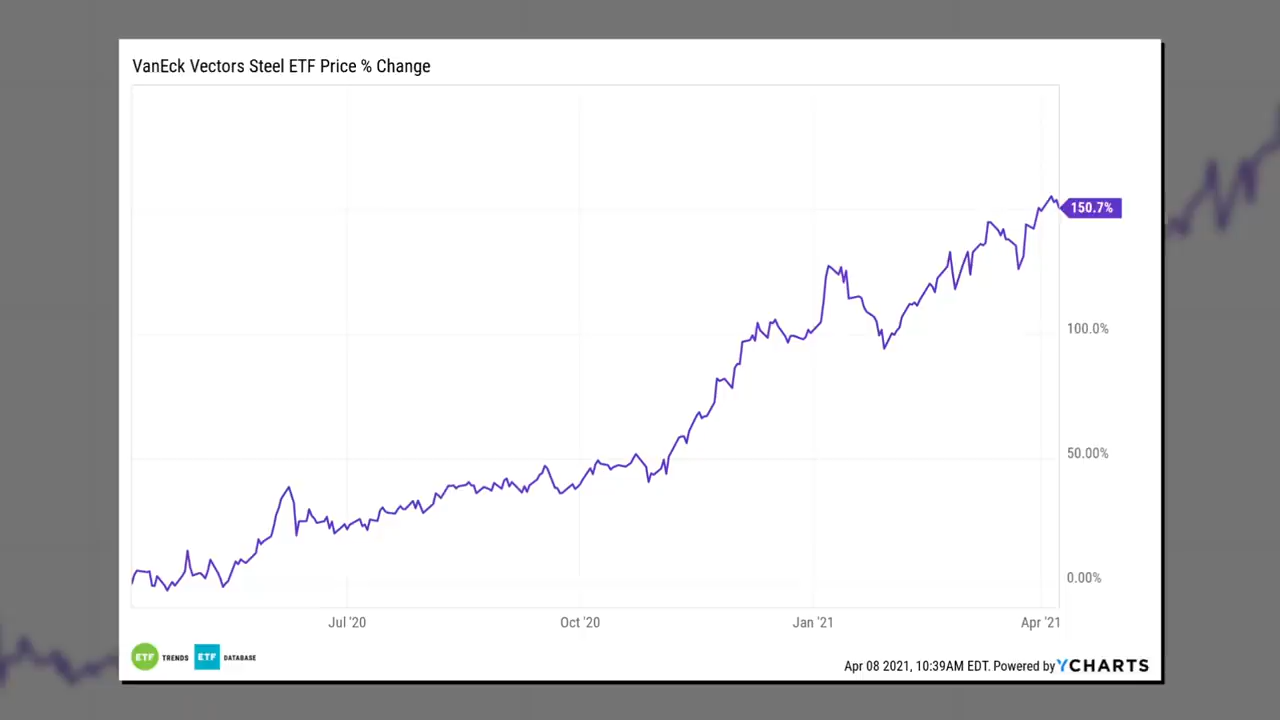 VanEck Vectors Steel ETF Price % Change
150.7%
100.0%
50.00%
0.00%
Jul '20 Oct '20 Jan '21 Apr '21
ETF TRENDS ETF DATABASE
Apr 08 2021, 10:39AM EDT. Powered by YCHARTS